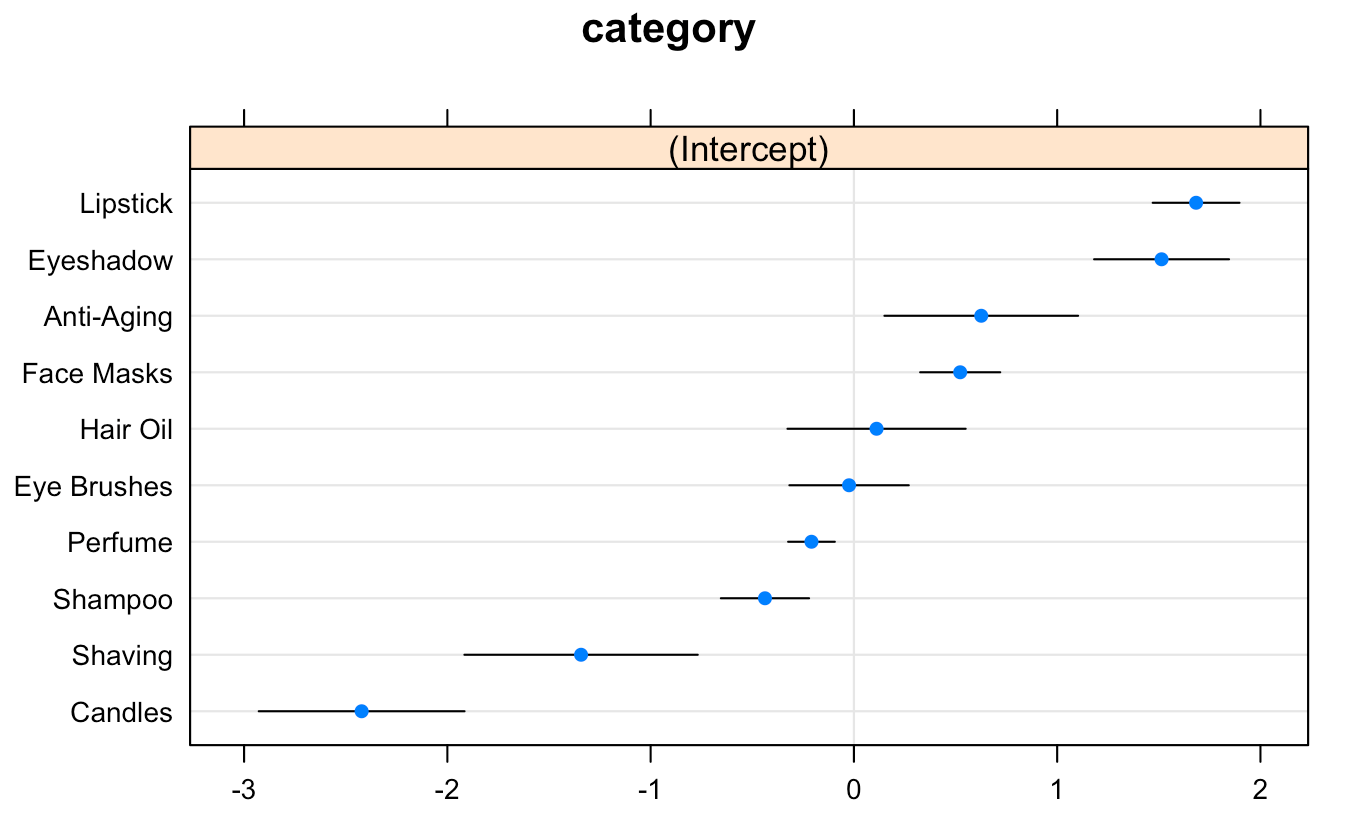 category
(Intercept)
Lipstick
Eyeshadow
Anti-Aging
Face Masks
Hair Oil
Eye Brushes
Perfume
Shampoo
Shaving
Candles
-3 -2 -1 0 1 2